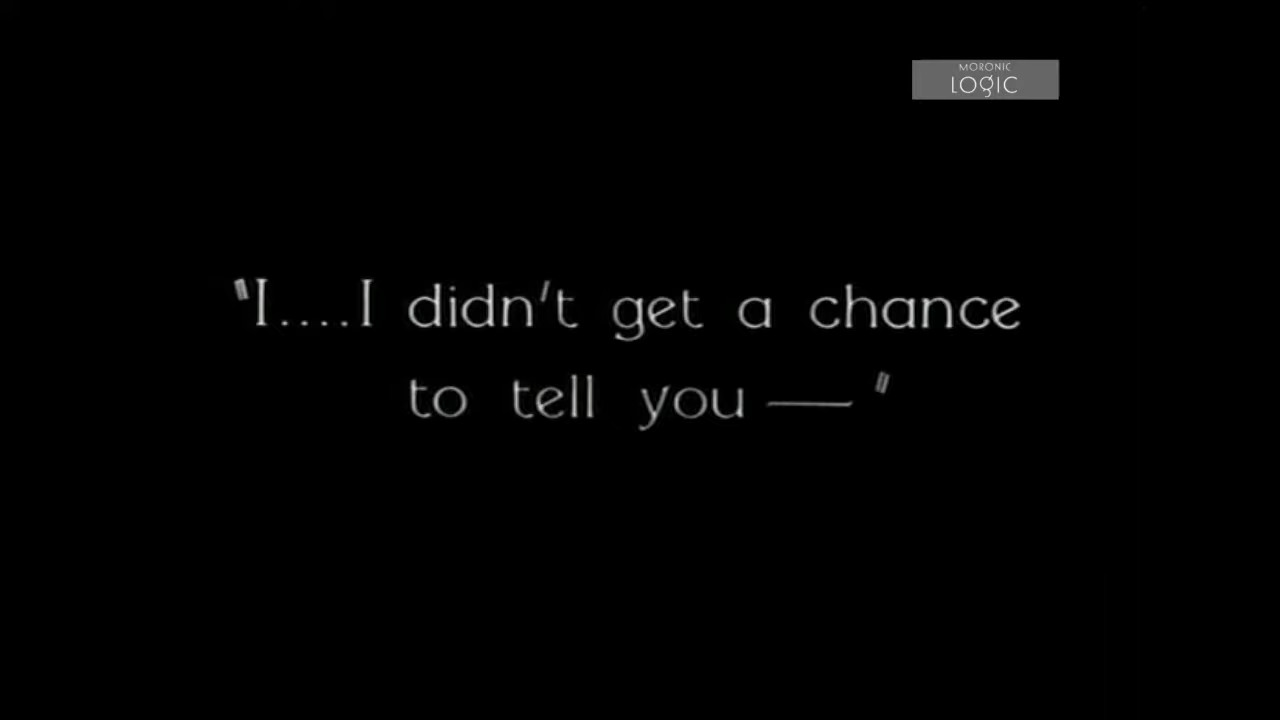 MORONIC
LOGIC
"I....I didn't get a chance
to tell you — "